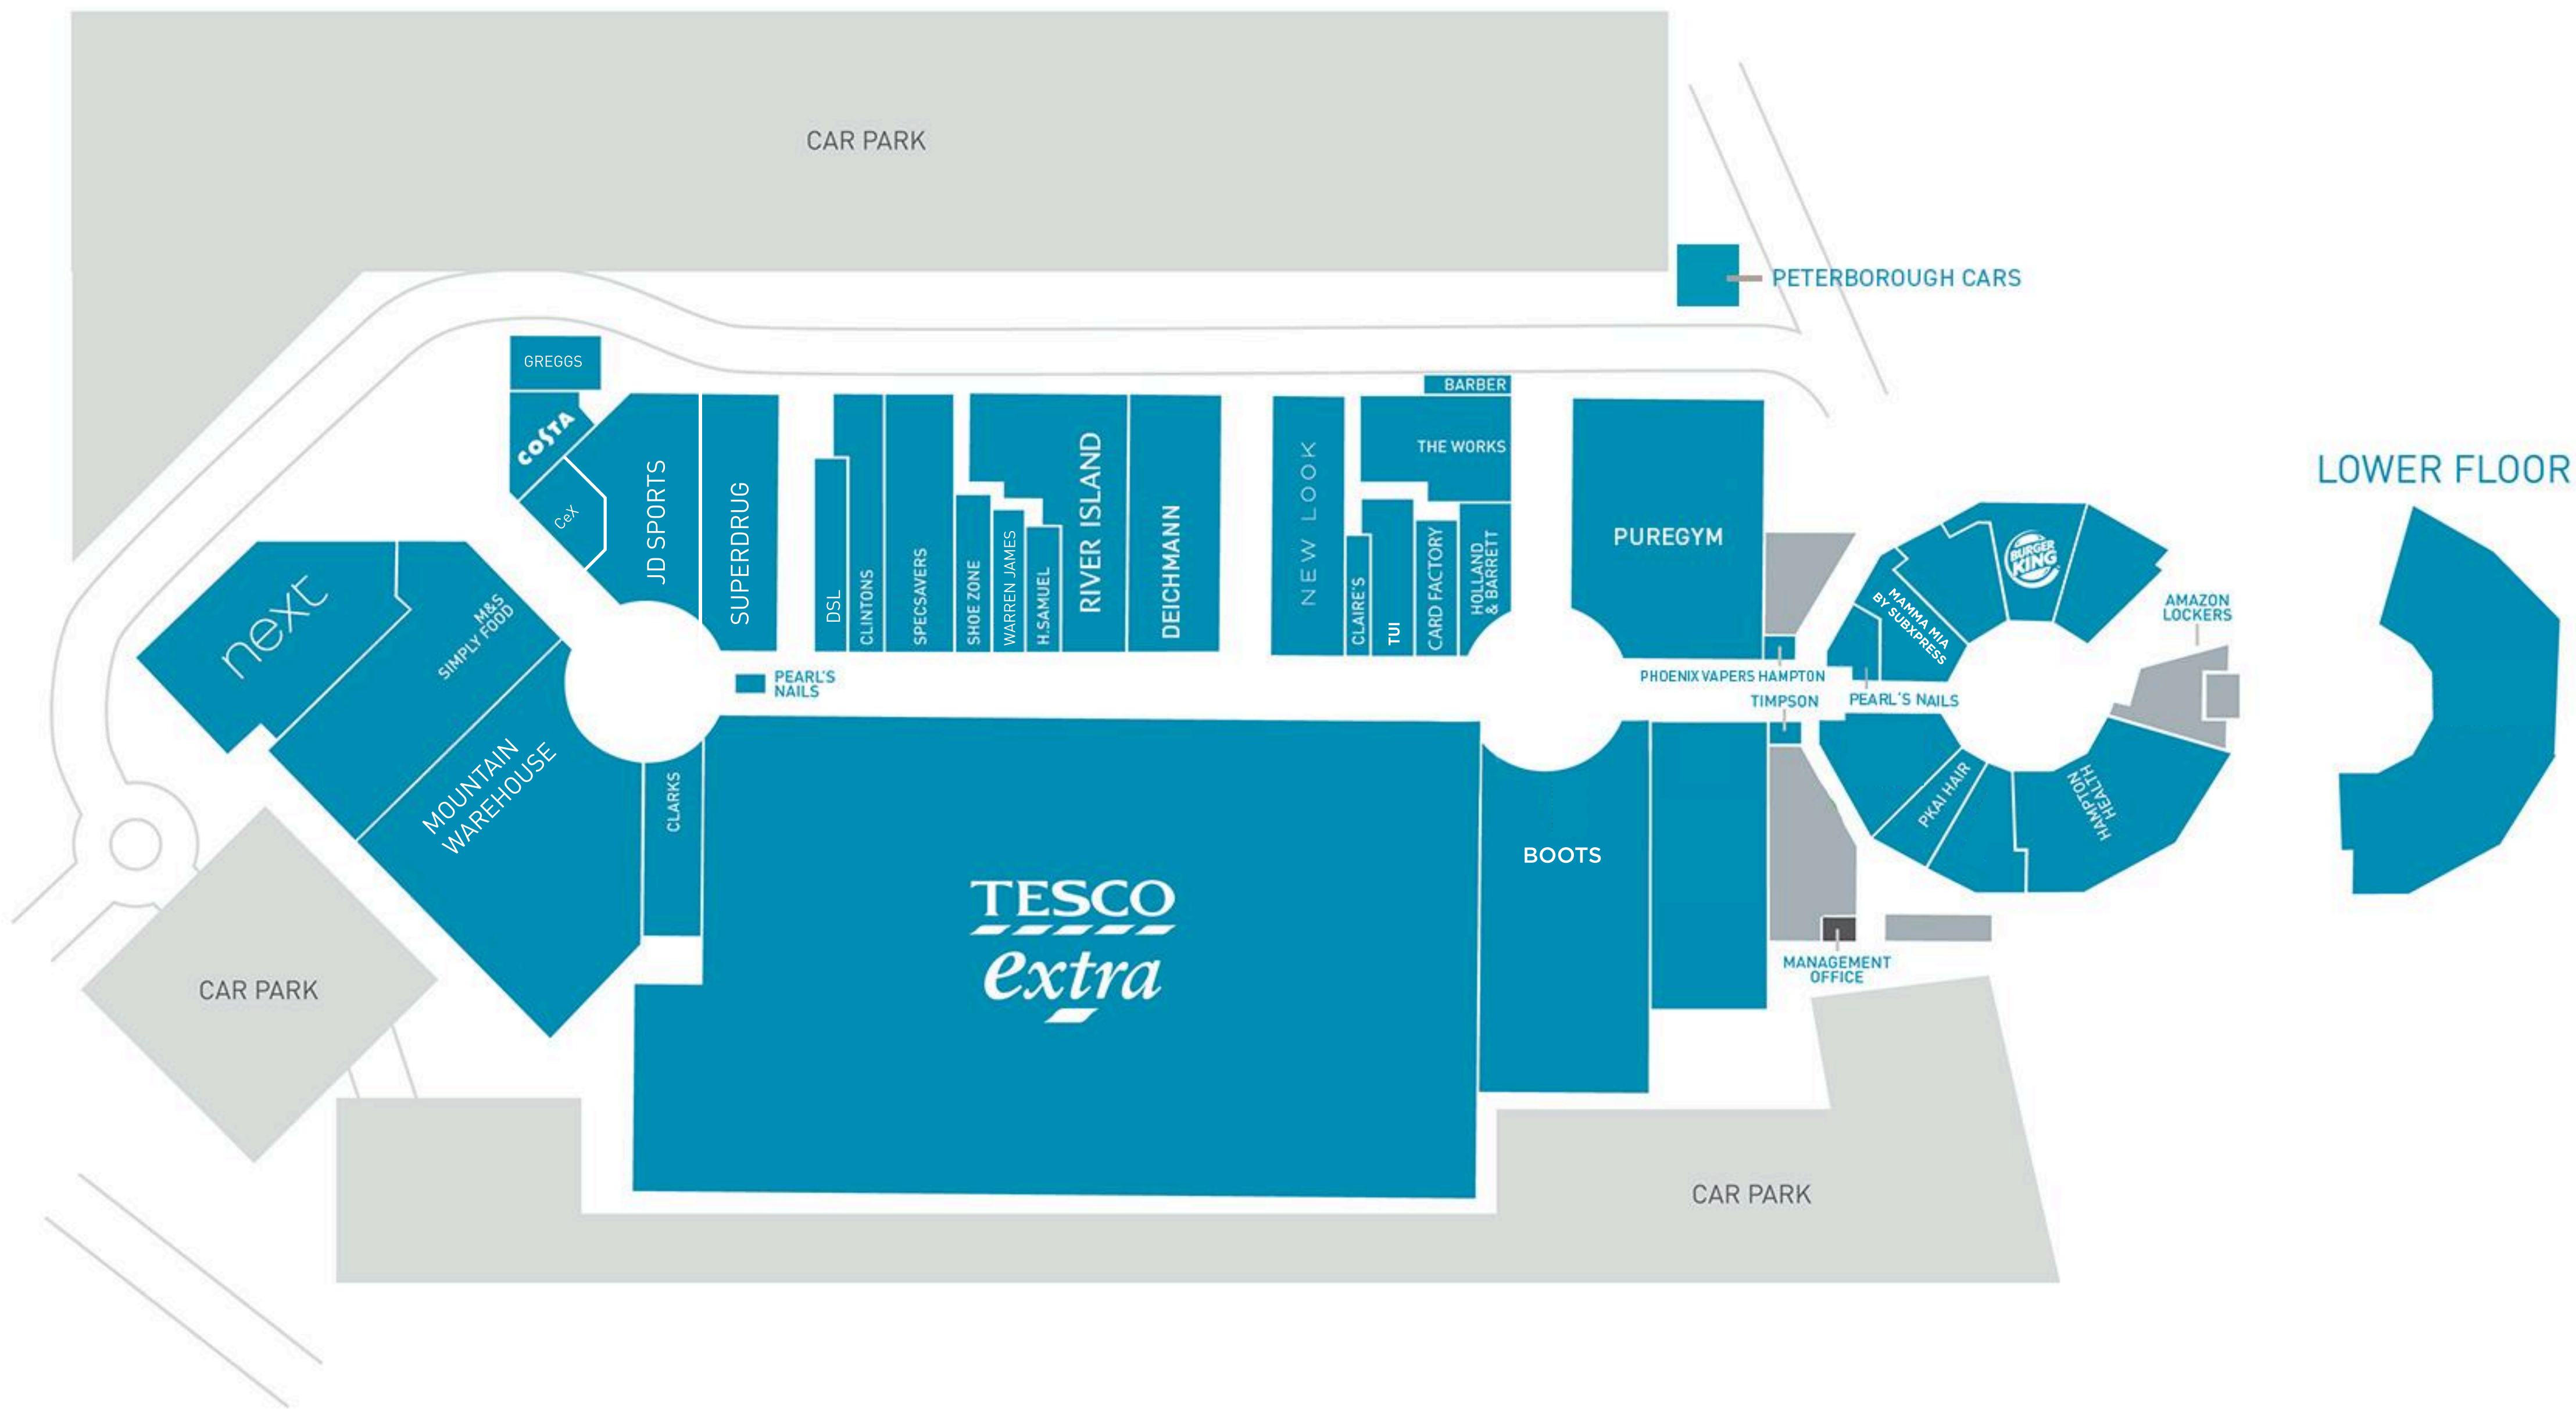 CAR PARK
PETERBOROUGH CARS
GREGGS
COSTA
CeX
JD SPORTS
SUPERDRUG
DSL
CLINTONS
SPECSAVERS
SHOE ZONE
WARREN JAMES
H.SAMUEL
RIVER ISLAND
DEICHMANN
NEW LOOK
CLAIRE'S
TUI
CARD FACTORY
HOLLAND
& BARRETT
BARBER
THE WORKS
PUREGYM
LOWER FLOOR
BURGER
KING
MAMMA MIA
BY SUBXPRESS
AMAZON
LOCKERS
next
M&S
SIMPLY FOOD
PEARL'S
NAILS
PHOENIX VAPERS HAMPTON
TIMPSON
PEARL'S NAILS
MOUNTAIN
WAREHOUSE
CLARKS
TESCO
extra
BOOTS
PKAI HAIR
HAMPTON
HEALTH
MANAGEMENT
OFFICE
CAR PARK
CAR PARK